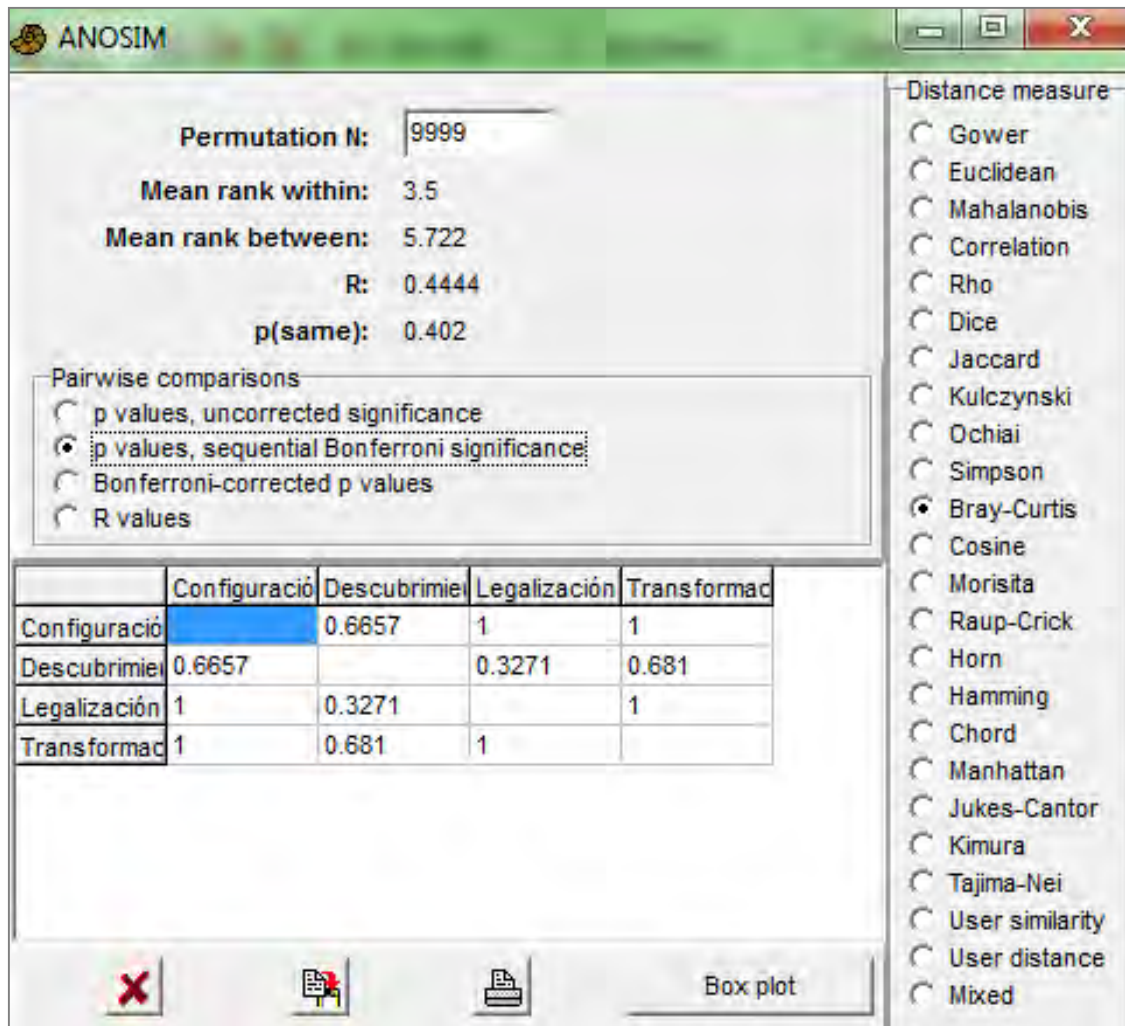 ANOSIM
Permutation N: 9999
Mean rank within: 3.5
Mean rank between: 5.722
R: 0.4444
p(same): 0.402
Pairwise comparisons
p values, uncorrected significance
p values, sequential Bonferroni significance
Bonferroni-corrected p values
R values
Configuració Descubrimie Legalización Transformac
Configuració 0.6657 1 1
Descubrimie 0.6657 0.3271 0.681
Legalización 1 0.3271 1
Transformac 1 0.681 1
Box plot
Distance measure
Gower
Euclidean
Mahalanobis
Correlation
Rho
Dice
Jaccard
Kulczynski
Ochiai
Simpson
Bray-Curtis
Cosine
Morisita
Raup-Crick
Horn
Hamming
Chord
Manhattan
Jukes-Cantor
Kimura
Tajima-Nei
User similarity
User distance
Mixed